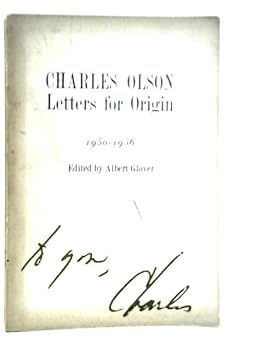 CHARLES OLSON
Letters for Origin
1950-1956
Edited by Albert Glover
to you,
Charles